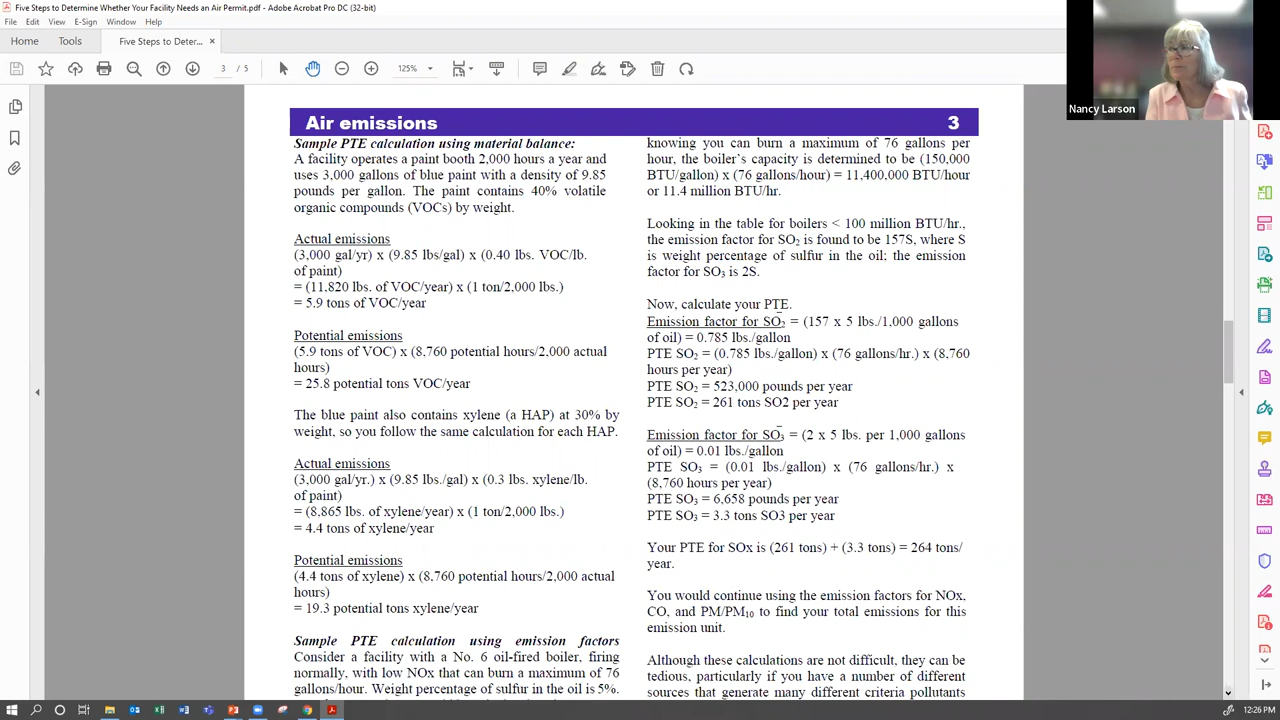 Five Steps to Determine Whether Your Facility Needs an Air Permit.pdf - Adobe Acrobat Pro DC (32-bit)
File Edit View E-Sign Window Help
Home Tools Five Steps to Deter... ×
3 / 5 125%
Nancy Larson
Air emissions 3
Sample PTE calculation using material balance:
A facility operates a paint booth 2,000 hours a year and
uses 3,000 gallons of blue paint with a density of 9.85
pounds per gallon. The paint contains 40% volatile
organic compounds (VOCs) by weight.
Actual emissions
(3,000 gal/yr) x (9.85 lbs/gal) x (0.40 lbs. VOC/lb.
of paint)
= (11,820 lbs. of VOC/year) x (1 ton/2,000 lbs.)
= 5.9 tons of VOC/year
Potential emissions
(5.9 tons of VOC) x (8,760 potential hours/2,000 actual
hours)
= 25.8 potential tons VOC/year
The blue paint also contains xylene (a HAP) at 30% by
weight, so you follow the same calculation for each HAP.
Actual emissions
(3,000 gal/yr.) x (9.85 lbs./gal) x (0.3 lbs. xylene/lb.
of paint)
= (8,865 lbs. of xylene/year) x (1 ton/2,000 lbs.)
= 4.4 tons of xylene/year
Potential emissions
(4.4 tons of xylene) x (8,760 potential hours/2,000 actual
hours)
= 19.3 potential tons xylene/year
Sample PTE calculation using emission factors
Consider a facility with a No. 6 oil-fired boiler, firing
normally, with low NOx that can burn a maximum of 76
gallons/hour. Weight percentage of sulfur in the oil is 5%.
knowing you can burn a maximum of 76 gallons per
hour, the boiler's capacity is determined to be (150,000
BTU/gallon) x (76 gallons/hour) = 11,400,000 BTU/hour
or 11.4 million BTU/hr.
Looking in the table for boilers < 100 million BTU/hr.,
the emission factor for SO₂ is found to be 157S, where S
is weight percentage of sulfur in the oil; the emission
factor for SO₃ is 2S.
Now, calculate your PTE.
Emission factor for SO₂ = (157 x 5 lbs./1,000 gallons
of oil) = 0.785 lbs./gallon
PTE SO₂ = (0.785 lbs./gallon) x (76 gallons/hr.) x (8,760
hours per year)
PTE SO₂ = 523,000 pounds per year
PTE SO₂ = 261 tons SO2 per year
Emission factor for SO₃ = (2 x 5 lbs. per 1,000 gallons
of oil) = 0.01 lbs./gallon
PTE SO₃ = (0.01 lbs./gallon) x (76 gallons/hr.) x
(8,760 hours per year)
PTE SO₃ = 6,658 pounds per year
PTE SO₃ = 3.3 tons SO3 per year
Your PTE for SOx is (261 tons) + (3.3 tons) = 264 tons/
year.
You would continue using the emission factors for NOx,
CO, and PM/PM₁₀ to find your total emissions for this
emission unit.
Although these calculations are not difficult, they can be
tedious, particularly if you have a number of different
sources that generate many different criteria pollutants
12:26 PM